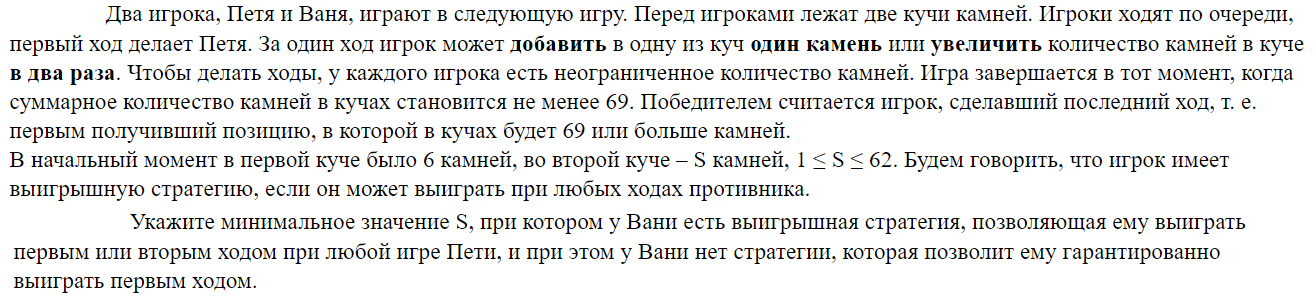 Два игрока, Петя и Ваня, играют в следующую игру. Перед игроками лежат две кучи камней. Игроки ходят по очереди,
первый ход делает Петя. За один ход игрок может добавить в одну из куч один камень или увеличить количество камней в куче
в два раза. Чтобы делать ходы, у каждого игрока есть неограниченное количество камней. Игра завершается в тот момент, когда
суммарное количество камней в кучах становится не менее 69. Победителем считается игрок, сделавший последний ход, т. е.
первым получивший позицию, в которой в кучах будет 69 или больше камней.
В начальный момент в первой куче было 6 камней, во второй куче – S камней, 1 ≤ S ≤ 62. Будем говорить, что игрок имеет
выигрышную стратегию, если он может выиграть при любых ходах противника.
Укажите минимальное значение S, при котором у Вани есть выигрышная стратегия, позволяющая ему выиграть
первым или вторым ходом при любой игре Пети, и при этом у Вани нет стратегии, которая позволит ему гарантированно
выиграть первым ходом.